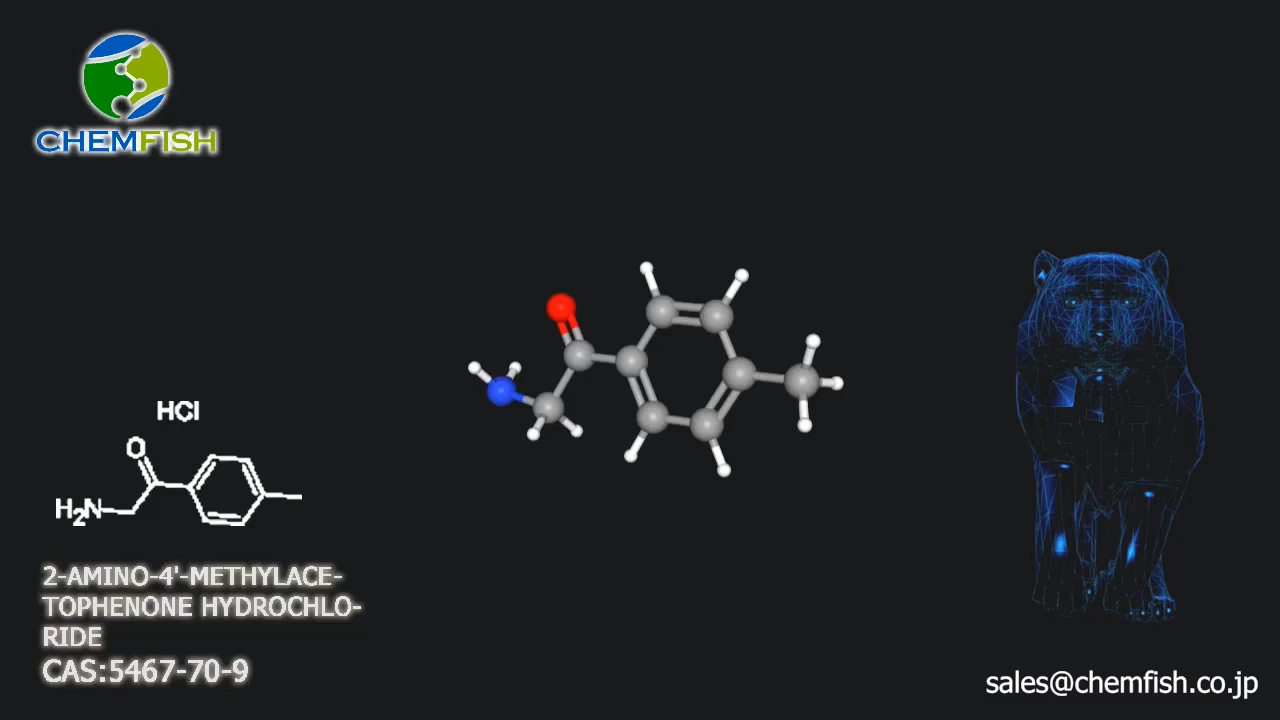 CHEMFISH
HCl
O
H2N
2-AMINO-4'-METHYLACE-
TOPHENONE HYDROCHLO-
RIDE
CAS:5467-70-9
sales@chemfish.co.jp